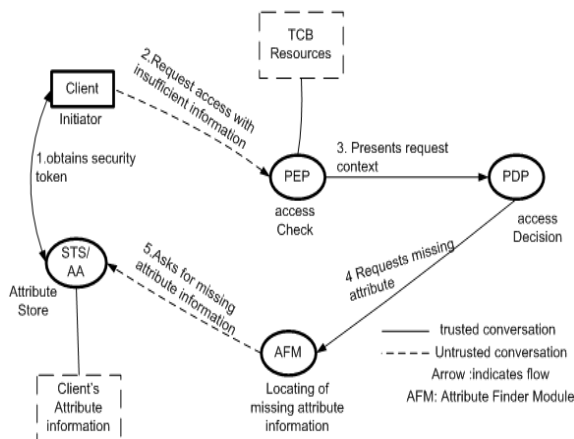 TCB
Resources
2.Request access with
insufficient information
Client
Initiator
1.obtains security
token
3. Presents request
context
PEP
access
Check
PDP
access
Decision
STS/
AA
Attribute
Store
5.Asks for missing
attribute information
4 Requests missing
attribute
AFM
Locating of
missing attribute
information
Client's
Attribute
information
trusted conversation
Untrusted conversation
Arrow :indicates flow
AFM: Attribute Finder Module